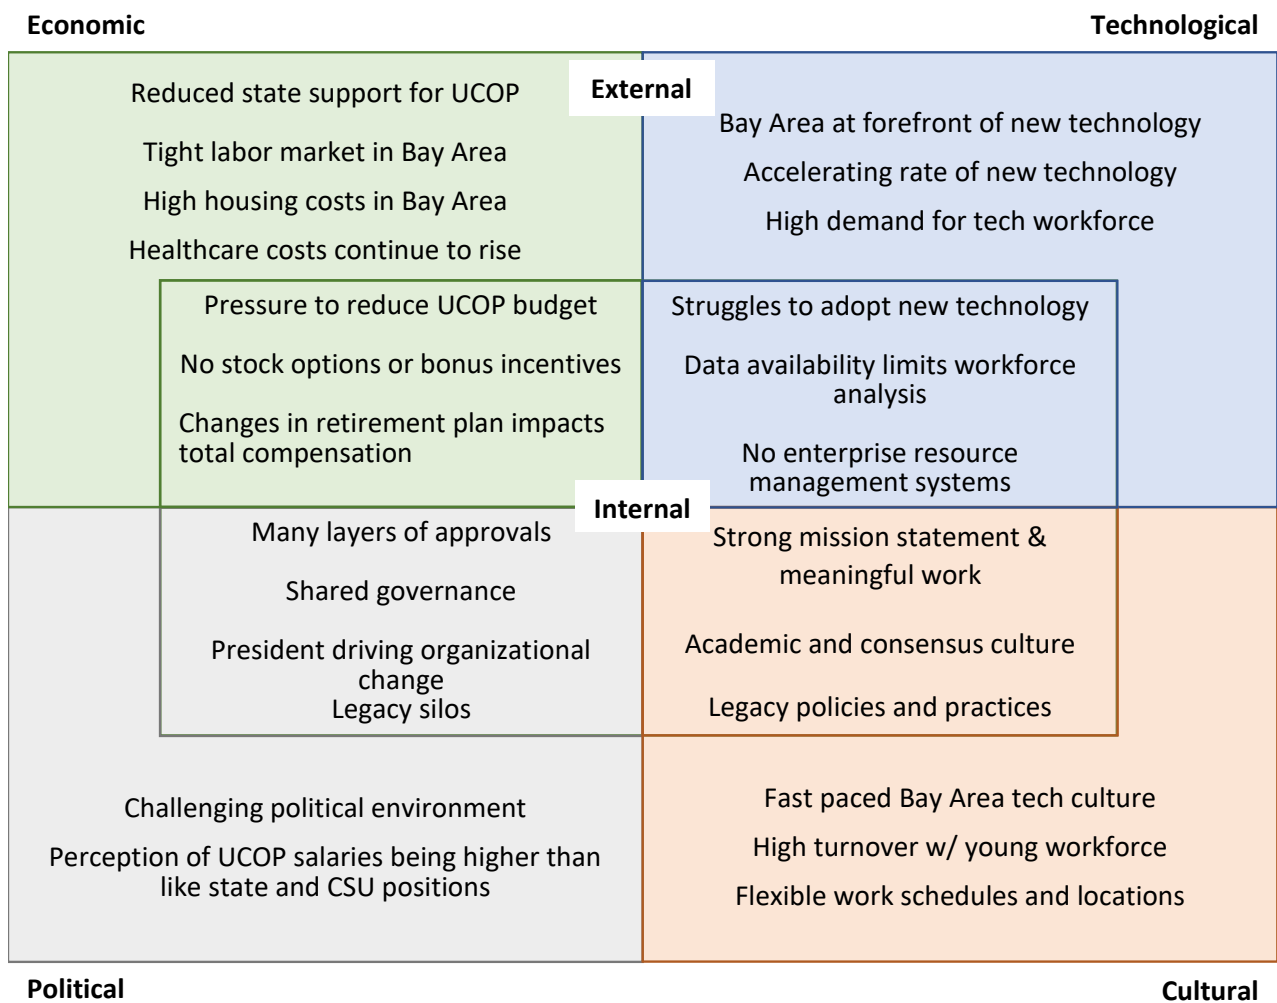 Economic
Technological
External
Reduced state support for UCOP
Tight labor market in Bay Area
High housing costs in Bay Area
Healthcare costs continue to rise
Bay Area at forefront of new technology
Accelerating rate of new technology
High demand for tech workforce
Pressure to reduce UCOP budget
No stock options or bonus incentives
Changes in retirement plan impacts
total compensation
Struggles to adopt new technology
Data availability limits workforce
analysis
No enterprise resource
management systems
Internal
Many layers of approvals
Shared governance
President driving organizational
change
Legacy silos
Strong mission statement &
meaningful work
Academic and consensus culture
Legacy policies and practices
Challenging political environment
Perception of UCOP salaries being higher than
like state and CSU positions
Fast paced Bay Area tech culture
High turnover w/ young workforce
Flexible work schedules and locations
Political
Cultural